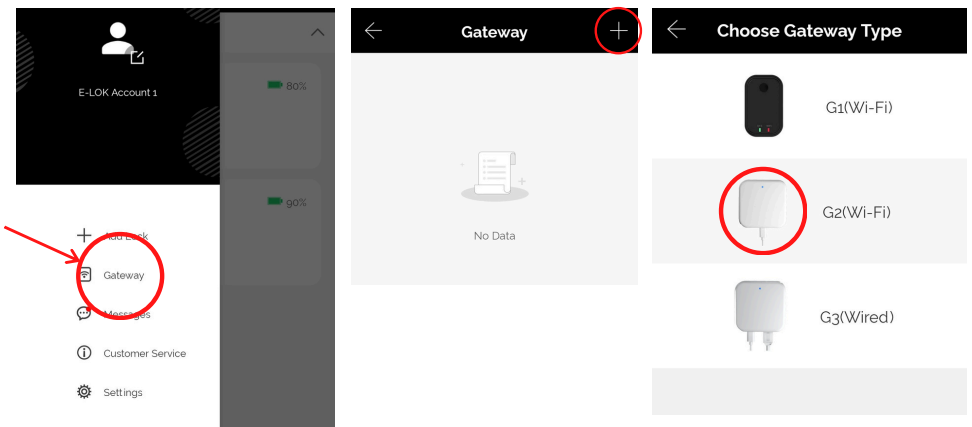 E-LOK Account 1
80%
90%
Add Lock
Gateway
Messages
Customer Service
Settings
Gateway
No Data
Choose Gateway Type
G1(Wi-Fi)
G2(Wi-Fi)
G3(Wired)